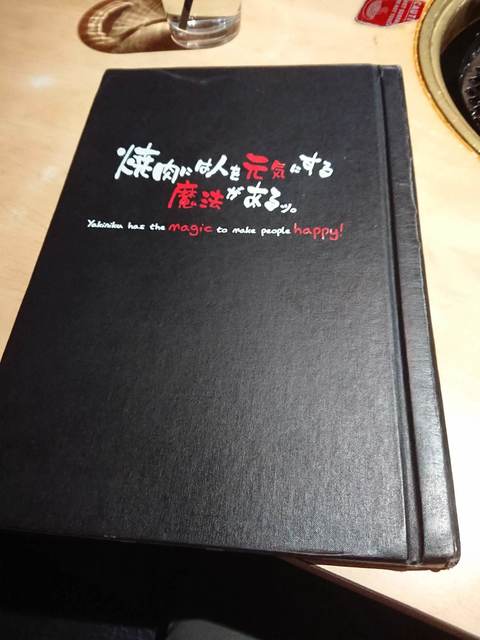 焼肉には人を元気にする
魔法があるッ。
Yakiniku has the magic to make people happy!